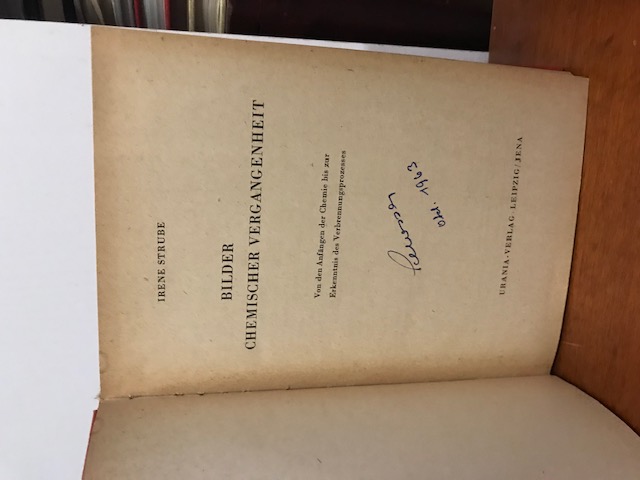 IRENE STRUBE
BILDER
CHEMISCHER VERGANGENHEIT
Von den Anfängen der Chemie bis zur
Erkenntnis des Verbrennungsprozesses
1963
URANIA-VERLAG LEIPZIG/JENA